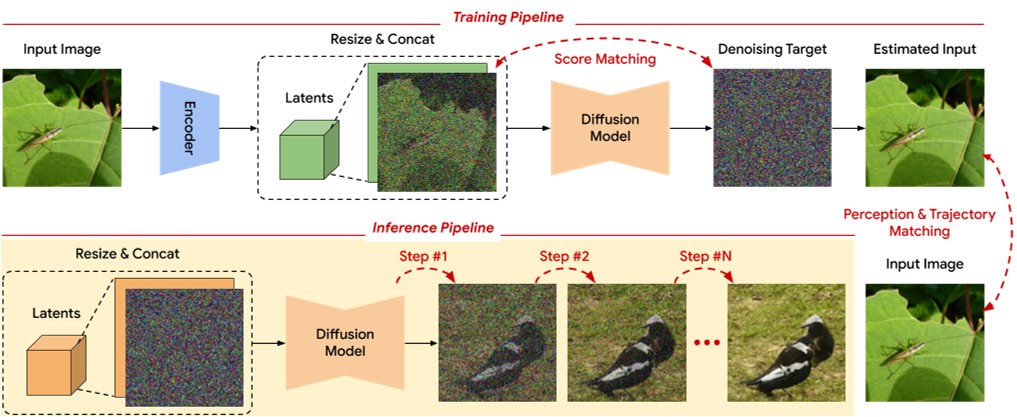 Training Pipeline
Input Image
Resize & Concat
Denoising Target
Estimated Input
Score Matching
Latents
Encoder
Diffusion
Model
Perception & Trajectory
Matching
Inference Pipeline
Resize & Concat
Step #1
Step #2
Step #N
Input Image
Latents
Diffusion
Model